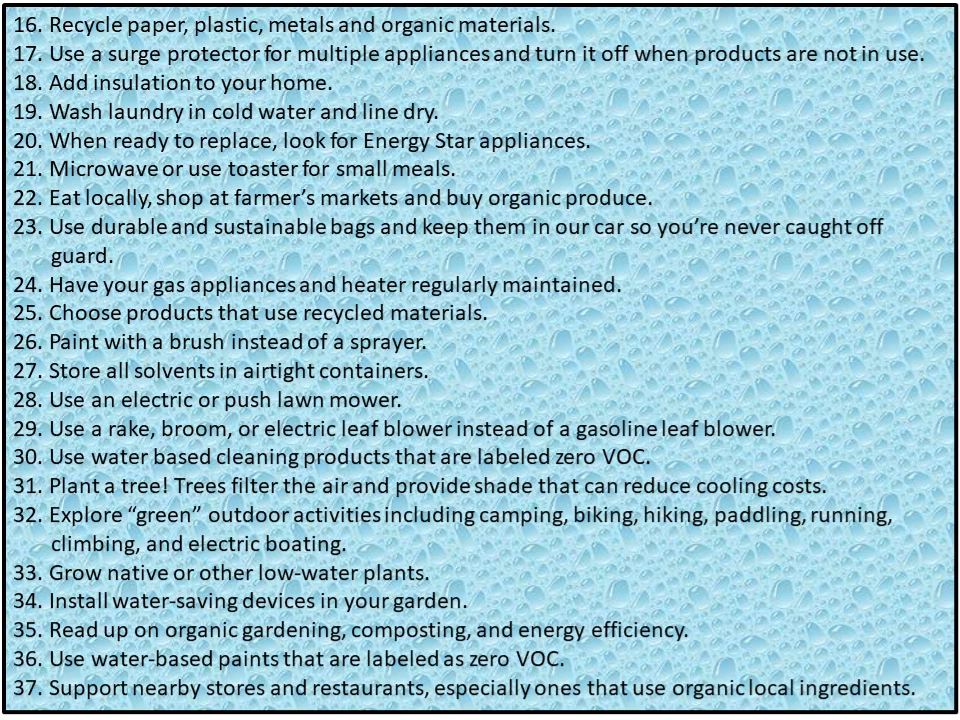 16. Recycle paper, plastic, metals and organic materials.
17. Use a surge protector for multiple appliances and turn it off when products are not in use.
18. Add insulation to your home.
19. Wash laundry in cold water and line dry.
20. When ready to replace, look for Energy Star appliances.
21. Microwave or use toaster for small meals.
22. Eat locally, shop at farmer’s markets and buy organic produce.
23. Use durable and sustainable bags and keep them in our car so you’re never caught off
guard.
24. Have your gas appliances and heater regularly maintained.
25. Choose products that use recycled materials.
26. Paint with a brush instead of a sprayer.
27. Store all solvents in airtight containers.
28. Use an electric or push lawn mower.
29. Use a rake, broom, or electric leaf blower instead of a gasoline leaf blower.
30. Use water based cleaning products that are labeled zero VOC.
31. Plant a tree! Trees filter the air and provide shade that can reduce cooling costs.
32. Explore “green” outdoor activities including camping, biking, hiking, paddling, running,
climbing, and electric boating.
33. Grow native or other low-water plants.
34. Install water-saving devices in your garden.
35. Read up on organic gardening, composting, and energy efficiency.
36. Use water-based paints that are labeled as zero VOC.
37. Support nearby stores and restaurants, especially ones that use organic local ingredients.